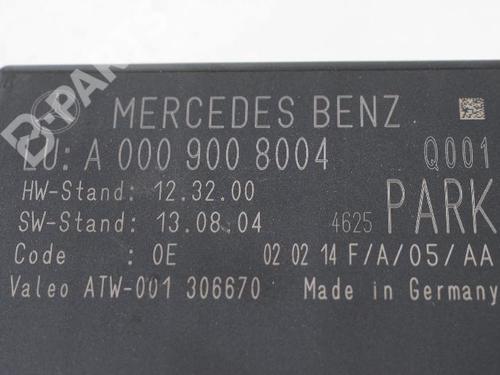 B-PARTS
MERCEDES BENZ
ZU: A 000 900 8004 Q001
HW-Stand: 12.32.00
SW-Stand: 13.08.04 4625 PARK
Code : 0E 02 02 14 F/A/05/AA
Valeo ATW-001 306670 Made in Germany